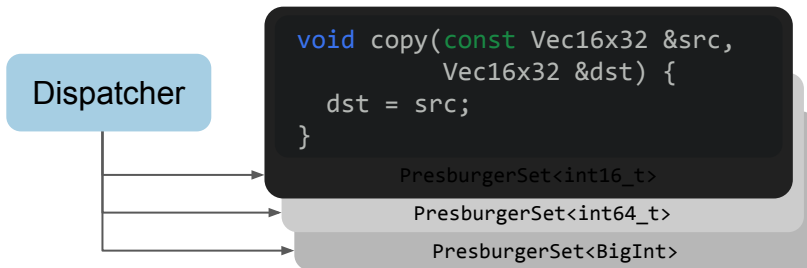 void copy(const Vec16x32 &src,
Dispatcher
Vec16x32 &dst) {
dst = src;
}
PresburgerSet<int16_t>
PresburgerSet<int64_t>
PresburgerSet<BigInt>